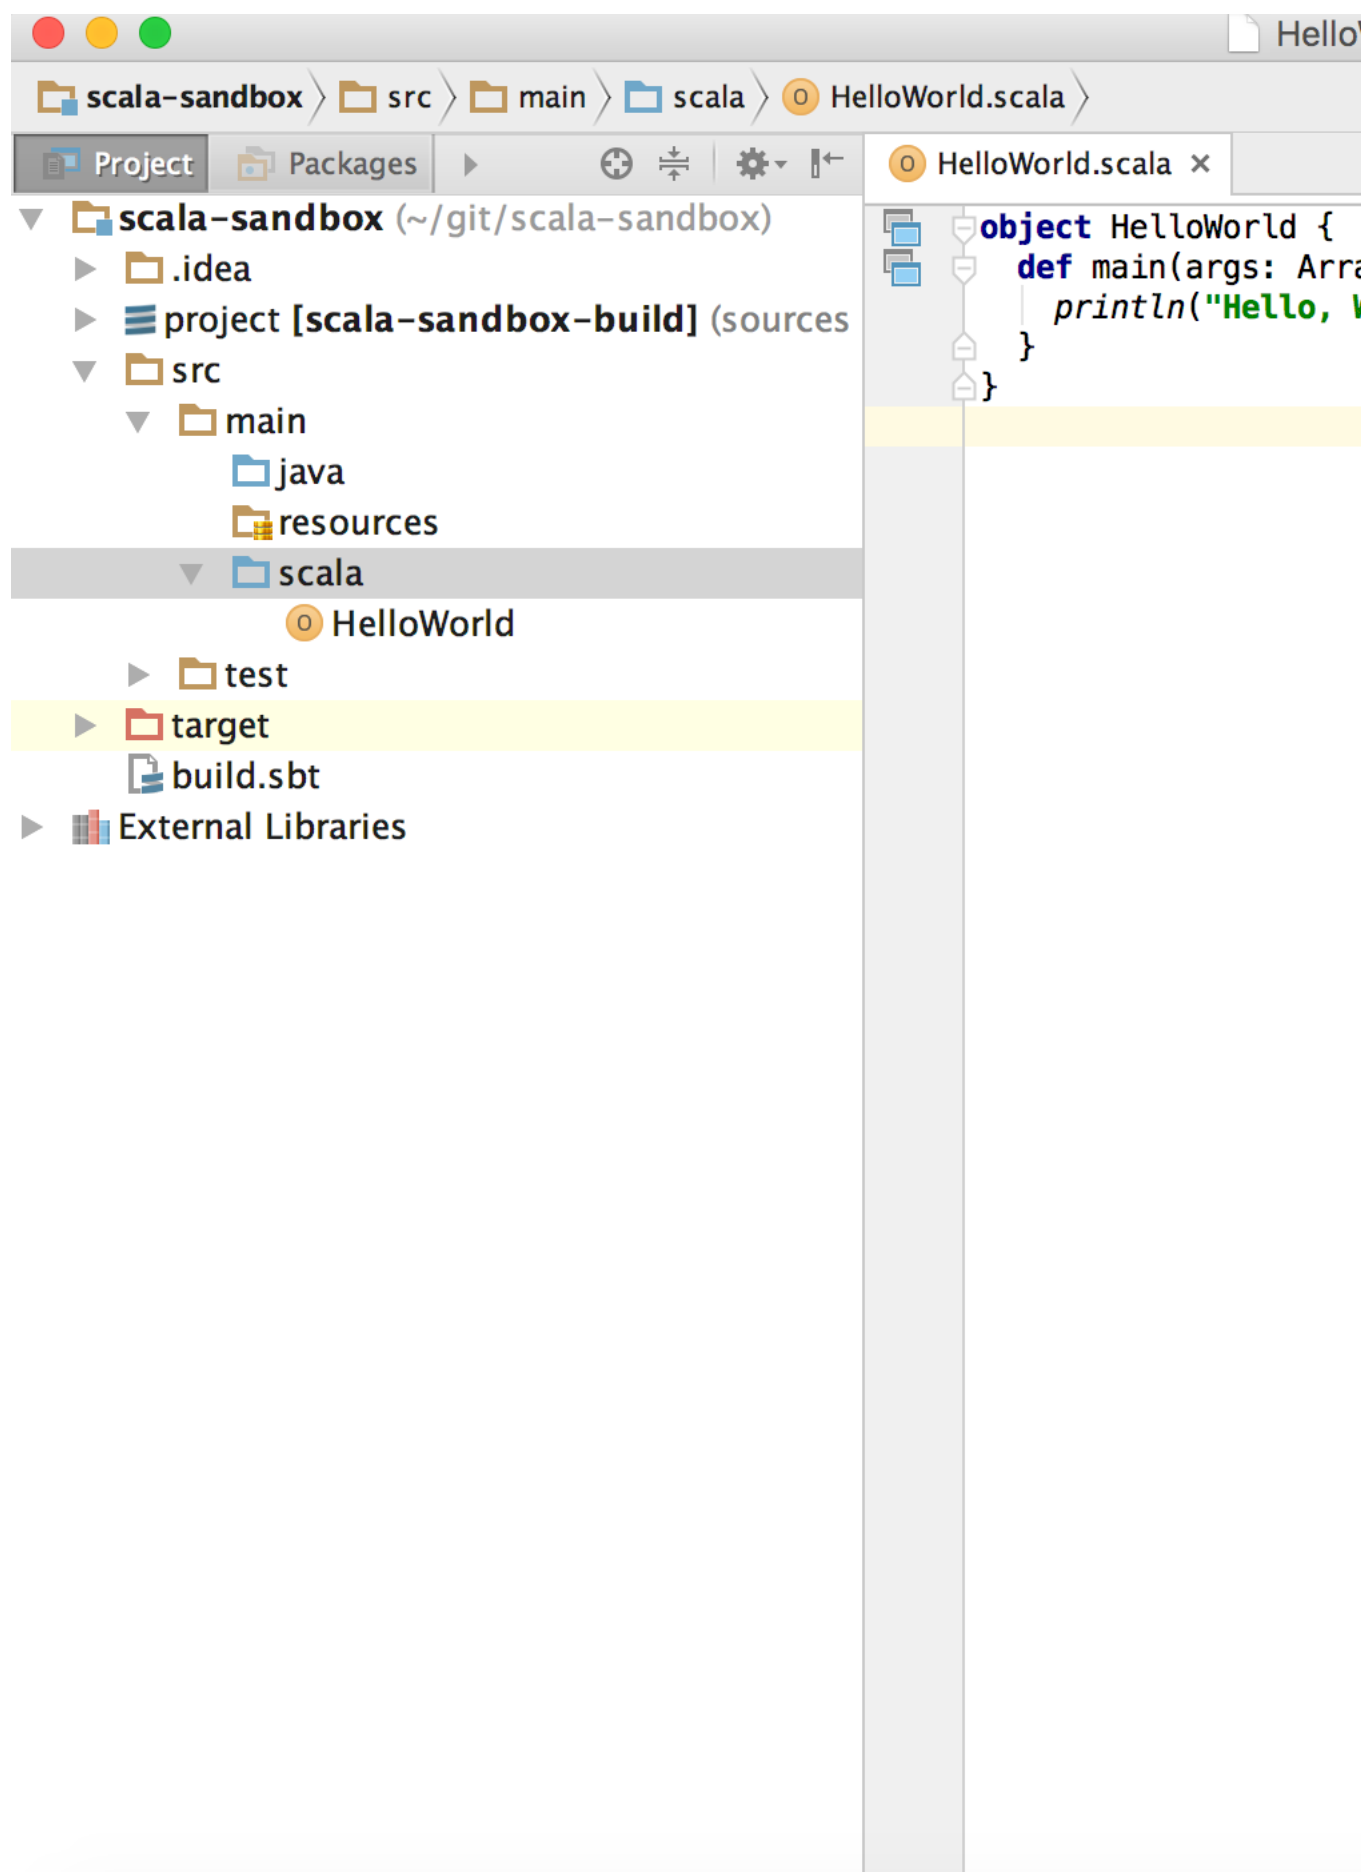 Hello
scala-sandbox src main scala HelloWorld.scala
Project Packages
HelloWorld.scala
scala-sandbox (~/git/scala-sandbox)
.idea
project [scala-sandbox-build] (sources
src
main
java
resources
scala
HelloWorld
test
target
build.sbt
External Libraries
object HelloWorld {
def main(args: Arra
println("Hello, W
}
}